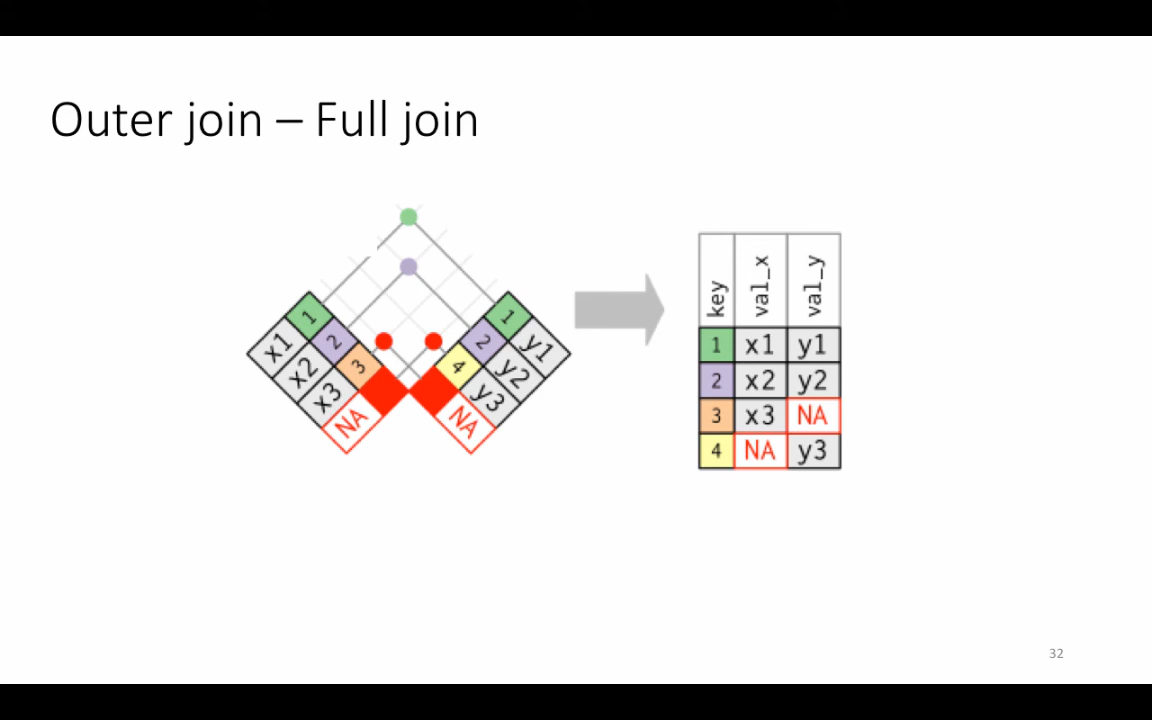 Outer join – Full join
1 x1
2 x2
3 x3
NA
1 y1
2 y2
4 y3
NA
key val_x val_y
1 x1 y1
2 x2 y2
3 x3 NA
4 NA y3
32